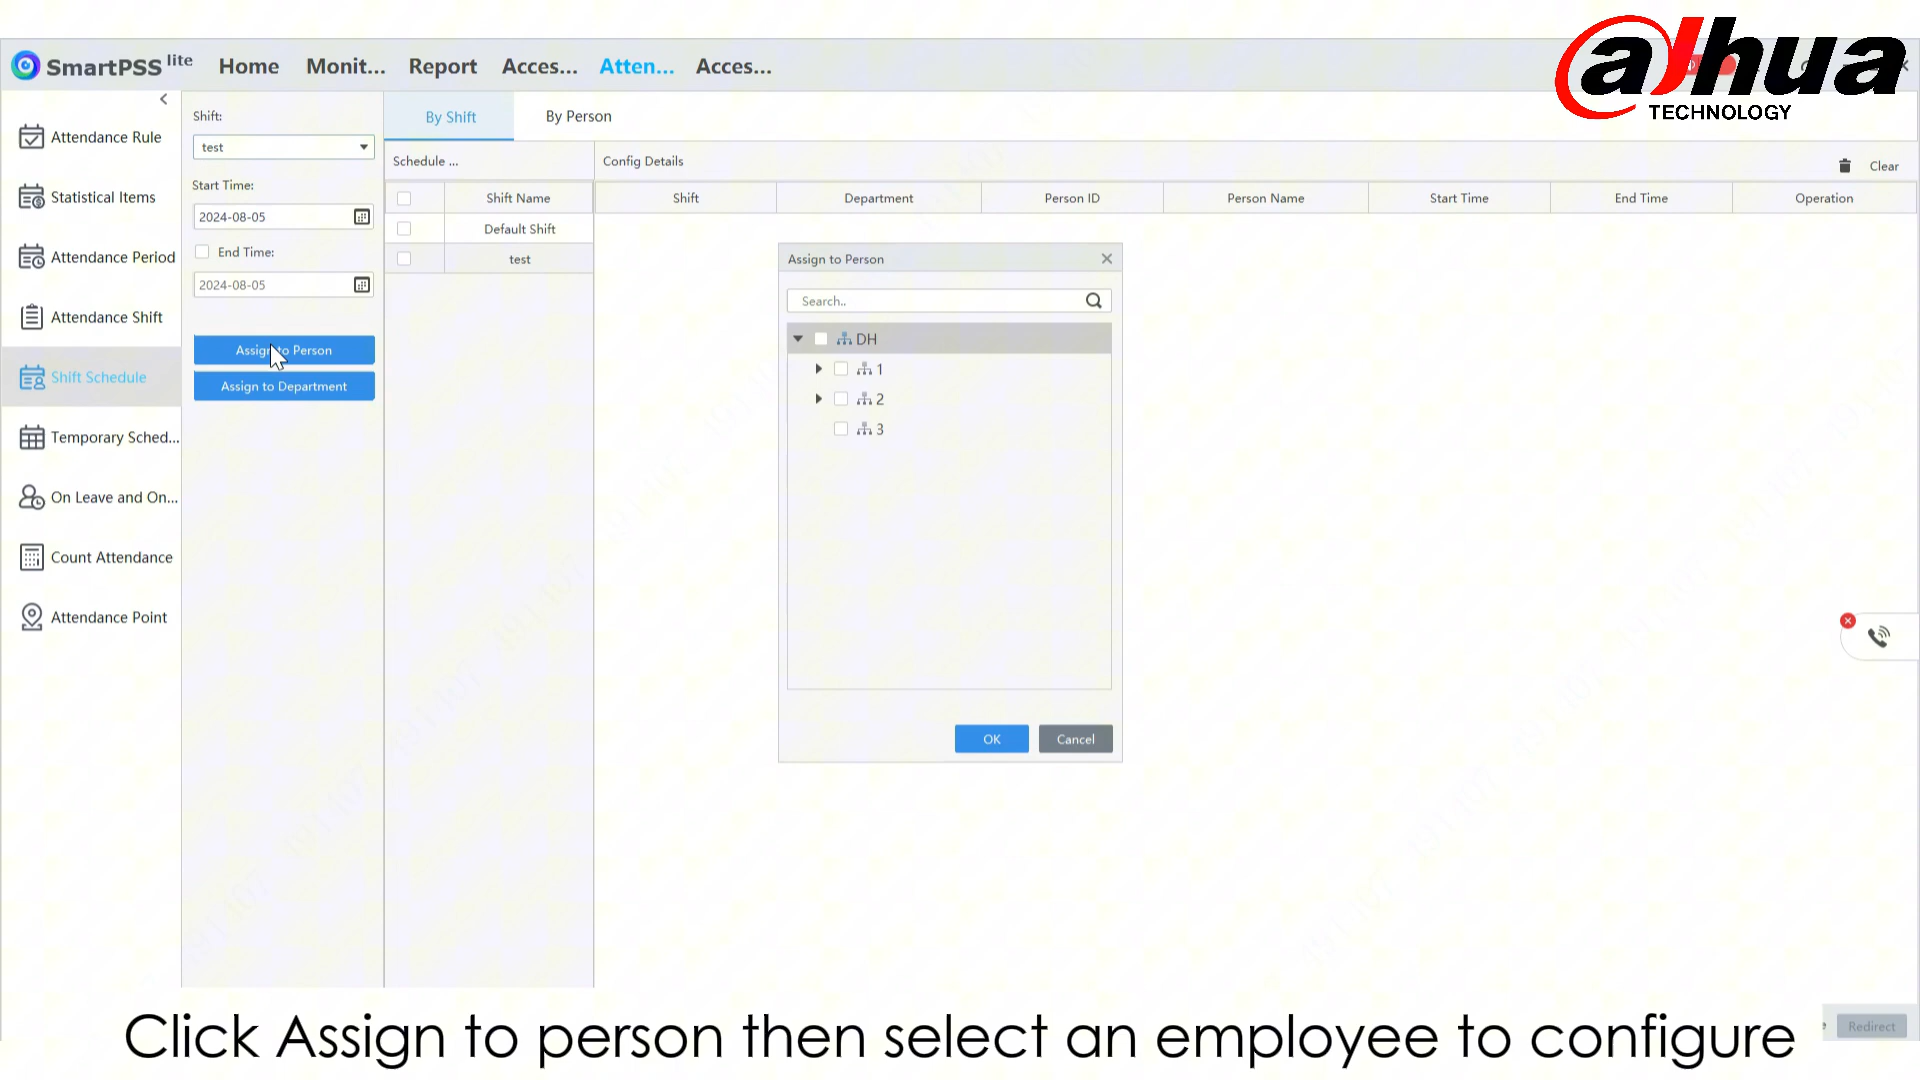 alhua
TECHNOLOGY
SmartPSS lite
Home
Monit...
Report
Acces...
Atten...
Acces...
Attendance Rule
Statistical Items
Attendance Period
Attendance Shift
Shift Schedule
Temporary Sched...
On Leave and On...
Count Attendance
Attendance Point
Shift:
test
Start Time:
2024-08-05
End Time:
2024-08-05
Assign to Person
Assign to Department
By Shift
By Person
Schedule ...
Shift Name
Default Shift
test
Config Details
Clear
Shift
Department
Person ID
Person Name
Start Time
End Time
Operation
Assign to Person
Search..
DH
1
2
3
OK
Cancel
Redirect
Click Assign to person then select an employee to configure